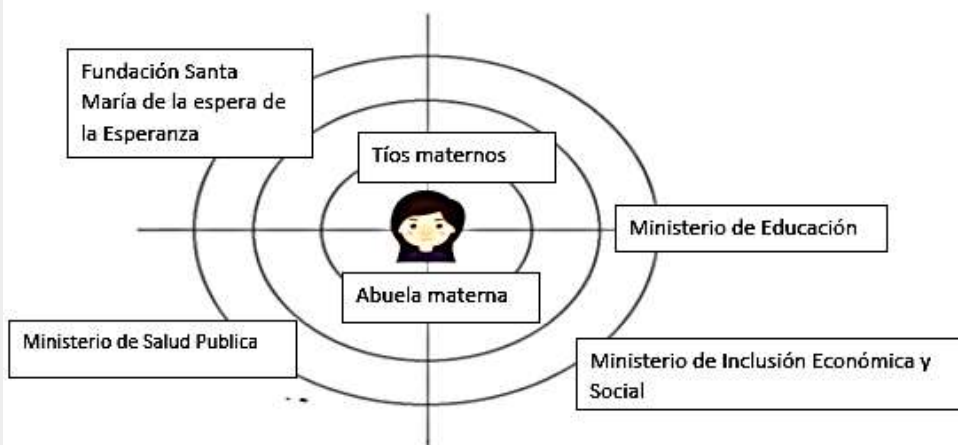 Fundación Santa
María de la espera de
la Esperanza
Tíos maternos
Ministerio de Educación
Abuela materna
Ministerio de Salud Publica
Ministerio de Inclusión Económica y
Social